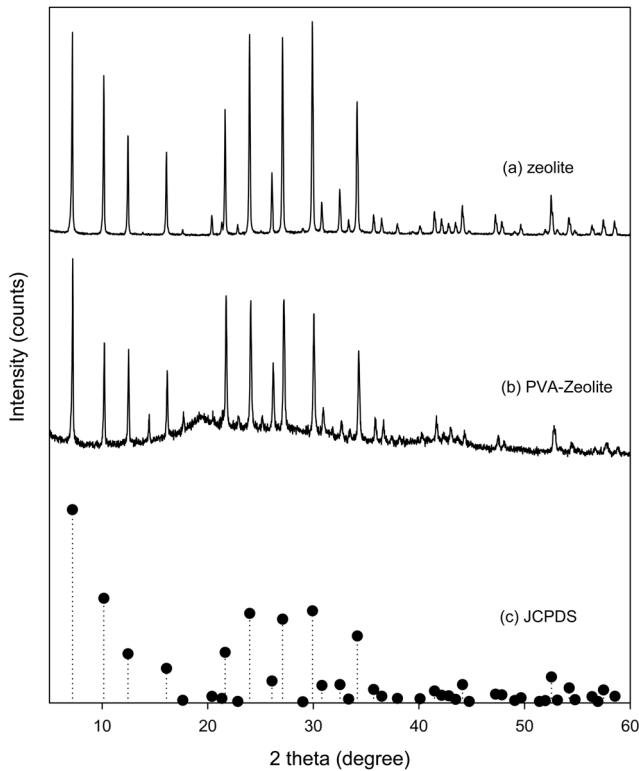 (a) zeolite
Intensity (counts)
(b) PVA-Zeolite
(c) JCPDS
10 20 30 40 50 60
2 theta (degree)